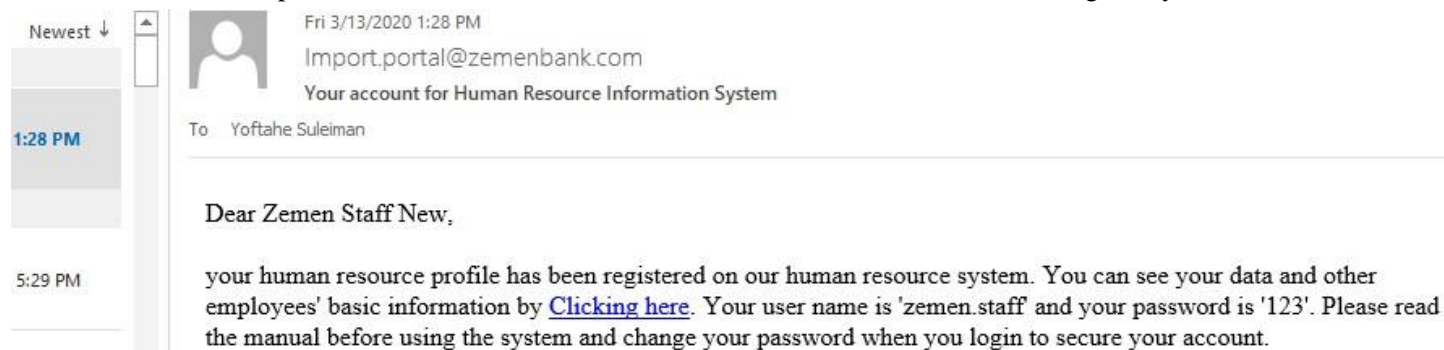 Newest ↓
Fri 3/13/2020 1:28 PM
Import.portal@zemenbank.com
Your account for Human Resource Information System
To Yoftahe Suleiman
1:28 PM
Dear Zemen Staff New,
5:29 PM
your human resource profile has been registered on our human resource system. You can see your data and other
employees' basic information by Clicking here. Your user name is 'zemen.staff' and your password is '123'. Please read
the manual before using the system and change your password when you login to secure your account.